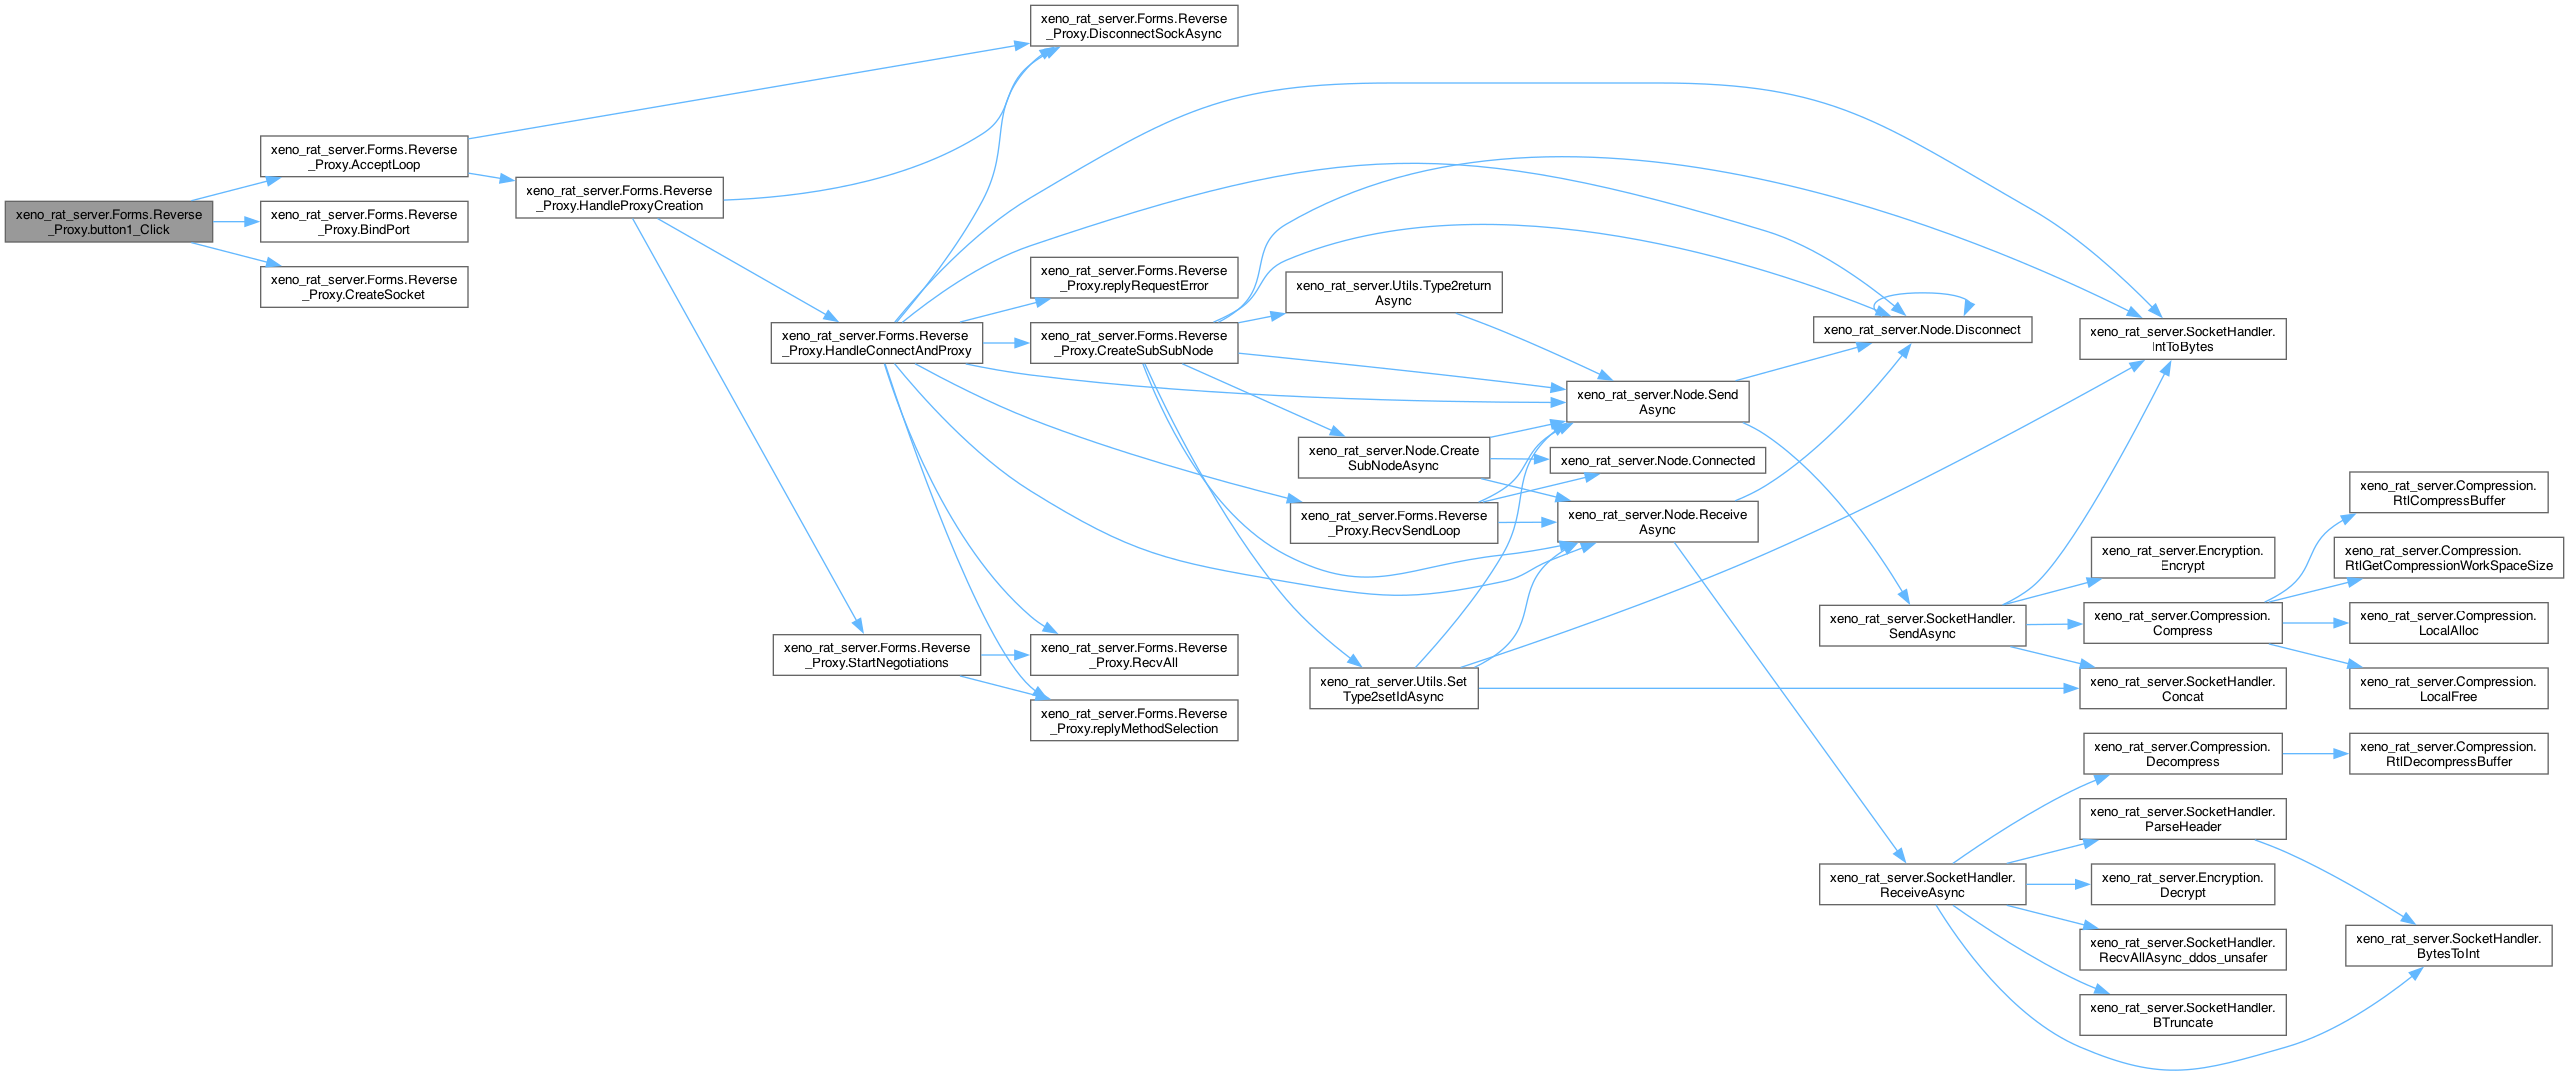 xeno_rat_server.Forms.Reverse
_Proxy.button1_Click
xeno_rat_server.Forms.Reverse
_Proxy.AcceptLoop
xeno_rat_server.Forms.Reverse
_Proxy.BindPort
xeno_rat_server.Forms.Reverse
_Proxy.CreateSocket
xeno_rat_server.Forms.Reverse
_Proxy.HandleProxyCreation
xeno_rat_server.Forms.Reverse
_Proxy.HandleConnectAndProxy
xeno_rat_server.Forms.Reverse
_Proxy.StartNegotiations
xeno_rat_server.Forms.Reverse
_Proxy.DisconnectSockAsync
xeno_rat_server.Forms.Reverse
_Proxy.replyRequestError
xeno_rat_server.Forms.Reverse
_Proxy.CreateSubSubNode
xeno_rat_server.Forms.Reverse
_Proxy.RecvAll
xeno_rat_server.Forms.Reverse
_Proxy.replyMethodSelection
xeno_rat_server.Utils.Type2return
Async
xeno_rat_server.Node.Create
SubNodeAsync
xeno_rat_server.Forms.Reverse
_Proxy.RecvSendLoop
xeno_rat_server.Utils.Set
Type2setIdAsync
xeno_rat_server.Node.Send
Async
xeno_rat_server.Node.Connected
xeno_rat_server.Node.Receive
Async
xeno_rat_server.Node.Disconnect
xeno_rat_server.SocketHandler.
SendAsync
xeno_rat_server.SocketHandler.
ReceiveAsync
xeno_rat_server.SocketHandler.
IntToBytes
xeno_rat_server.Encryption.
Encrypt
xeno_rat_server.Compression.
Compress
xeno_rat_server.SocketHandler.
Concat
xeno_rat_server.Compression.
Decompress
xeno_rat_server.SocketHandler.
ParseHeader
xeno_rat_server.Encryption.
Decrypt
xeno_rat_server.SocketHandler.
RecvAllAsync_ddos_unsafer
xeno_rat_server.SocketHandler.
BTruncate
xeno_rat_server.Compression.
RtlCompressBuffer
xeno_rat_server.Compression.
RtlGetCompressionWorkSpaceSize
xeno_rat_server.Compression.
LocalAlloc
xeno_rat_server.Compression.
LocalFree
xeno_rat_server.Compression.
RtlDecompressBuffer
xeno_rat_server.SocketHandler.
BytesToInt